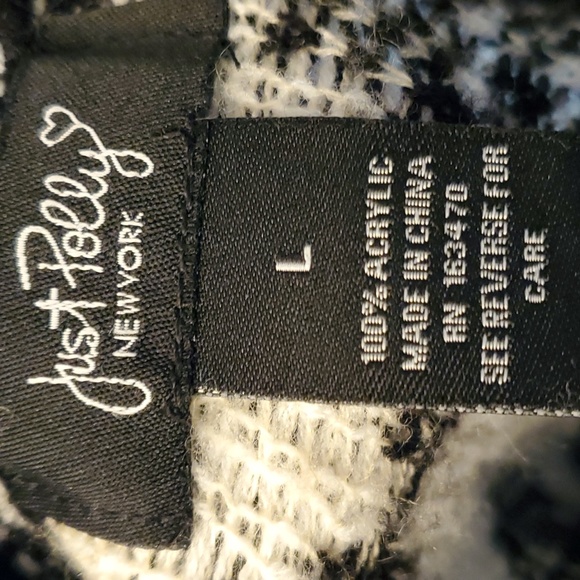 Just Polly
NEW YORK
L
100% ACRYLIC
MADE IN CHINA
RN 163470
SEE REVERSE FOR
CARE